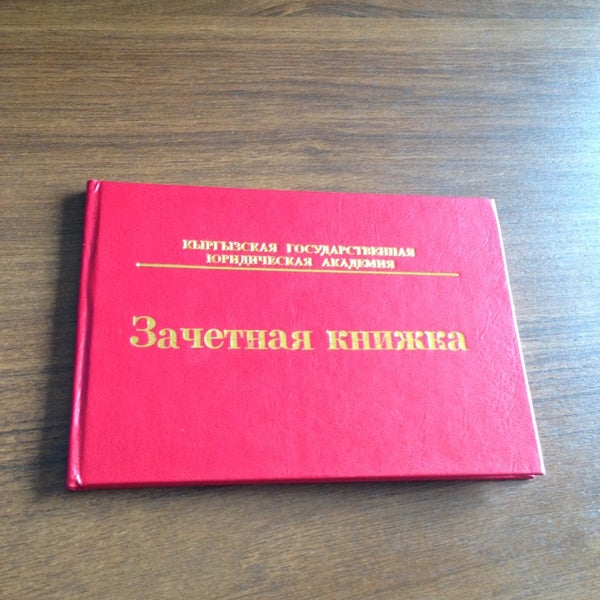 КЫРГЫЗСКАЯ ГОСУДАРСТВЕННАЯ
ЮРИДИЧЕСКАЯ АКАДЕМИЯ
Зачетная книжка